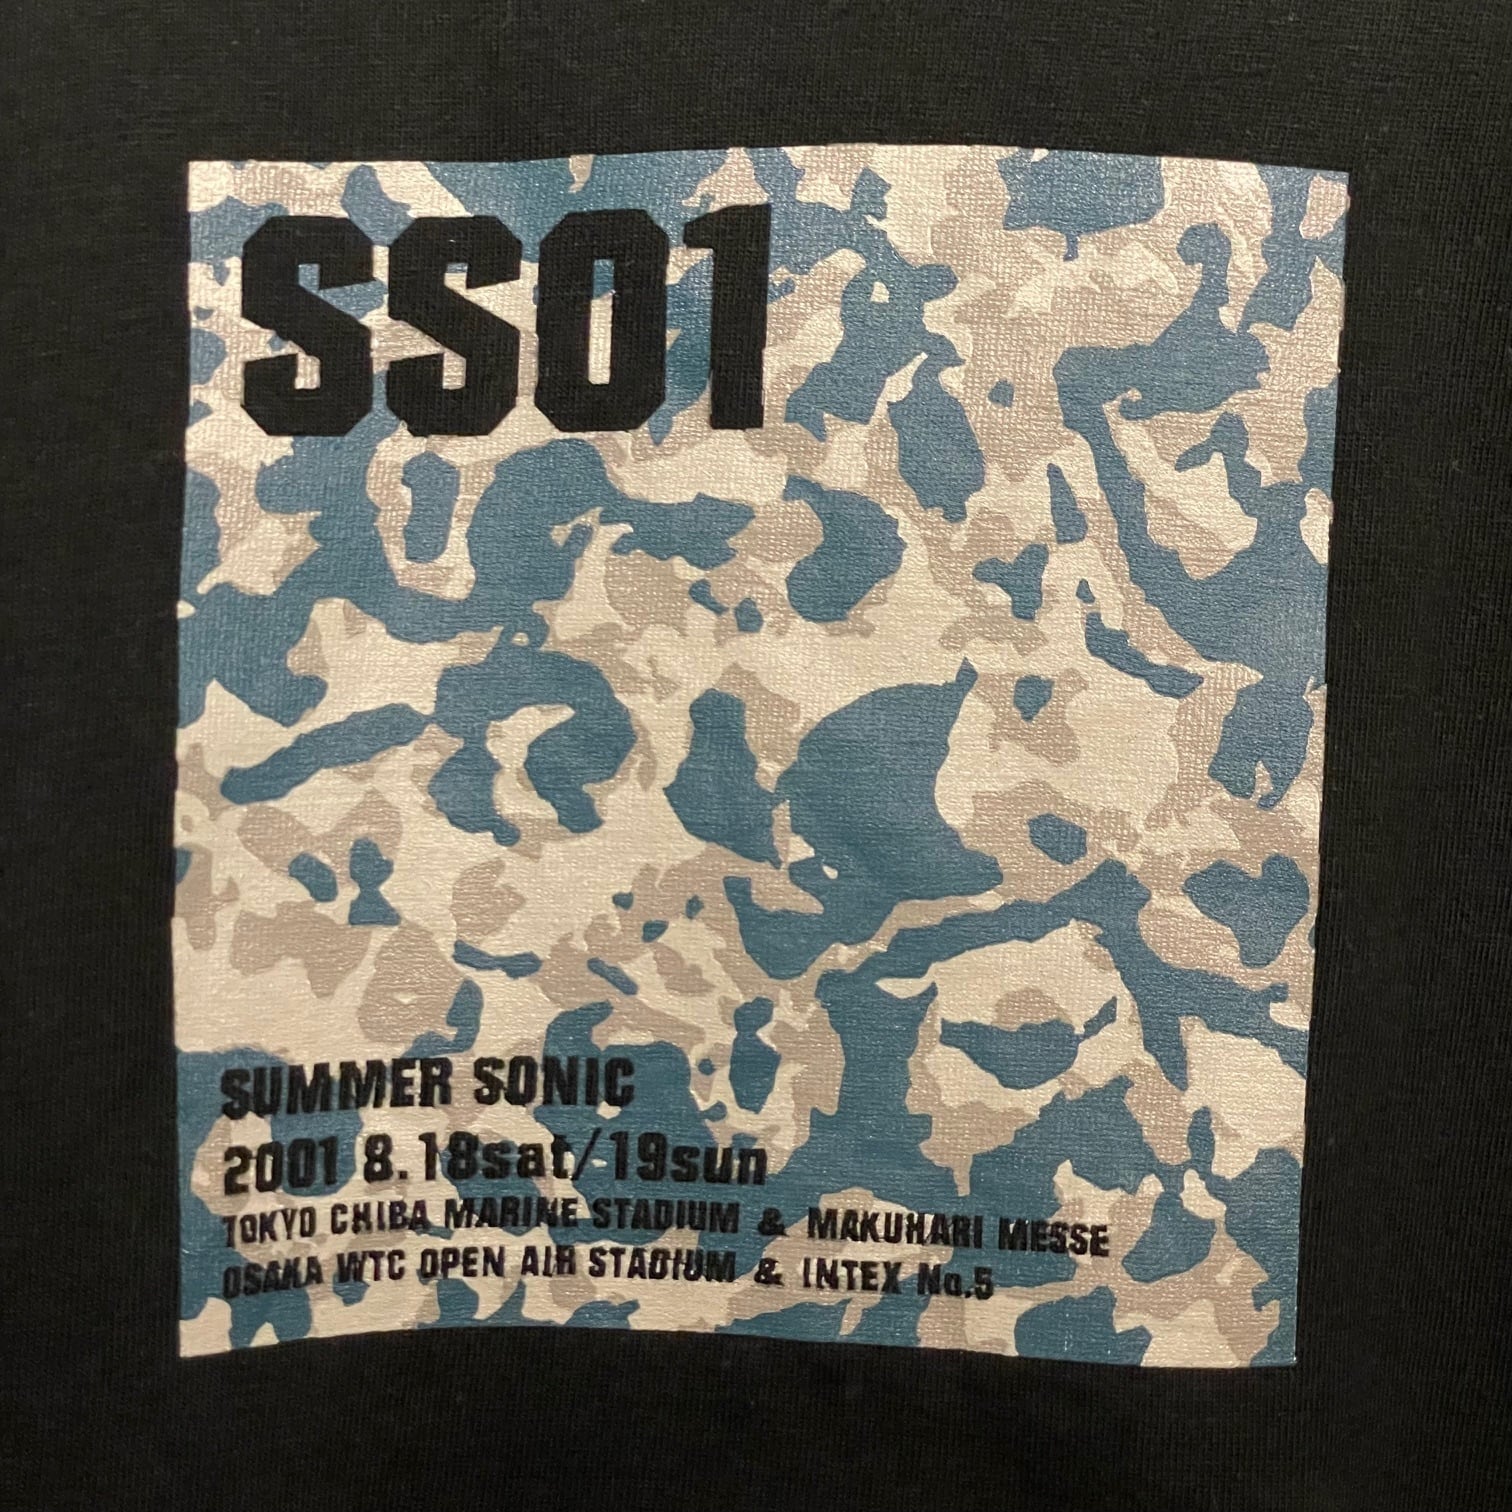 SS01
SUMMER SONIC
2001 8.18sat/19sun
TOKYO CHIBA MARINE STADIUM & MAKUHARI MESSE
OSAKA WTC OPEN AIR STADIUM & INTEX No.5